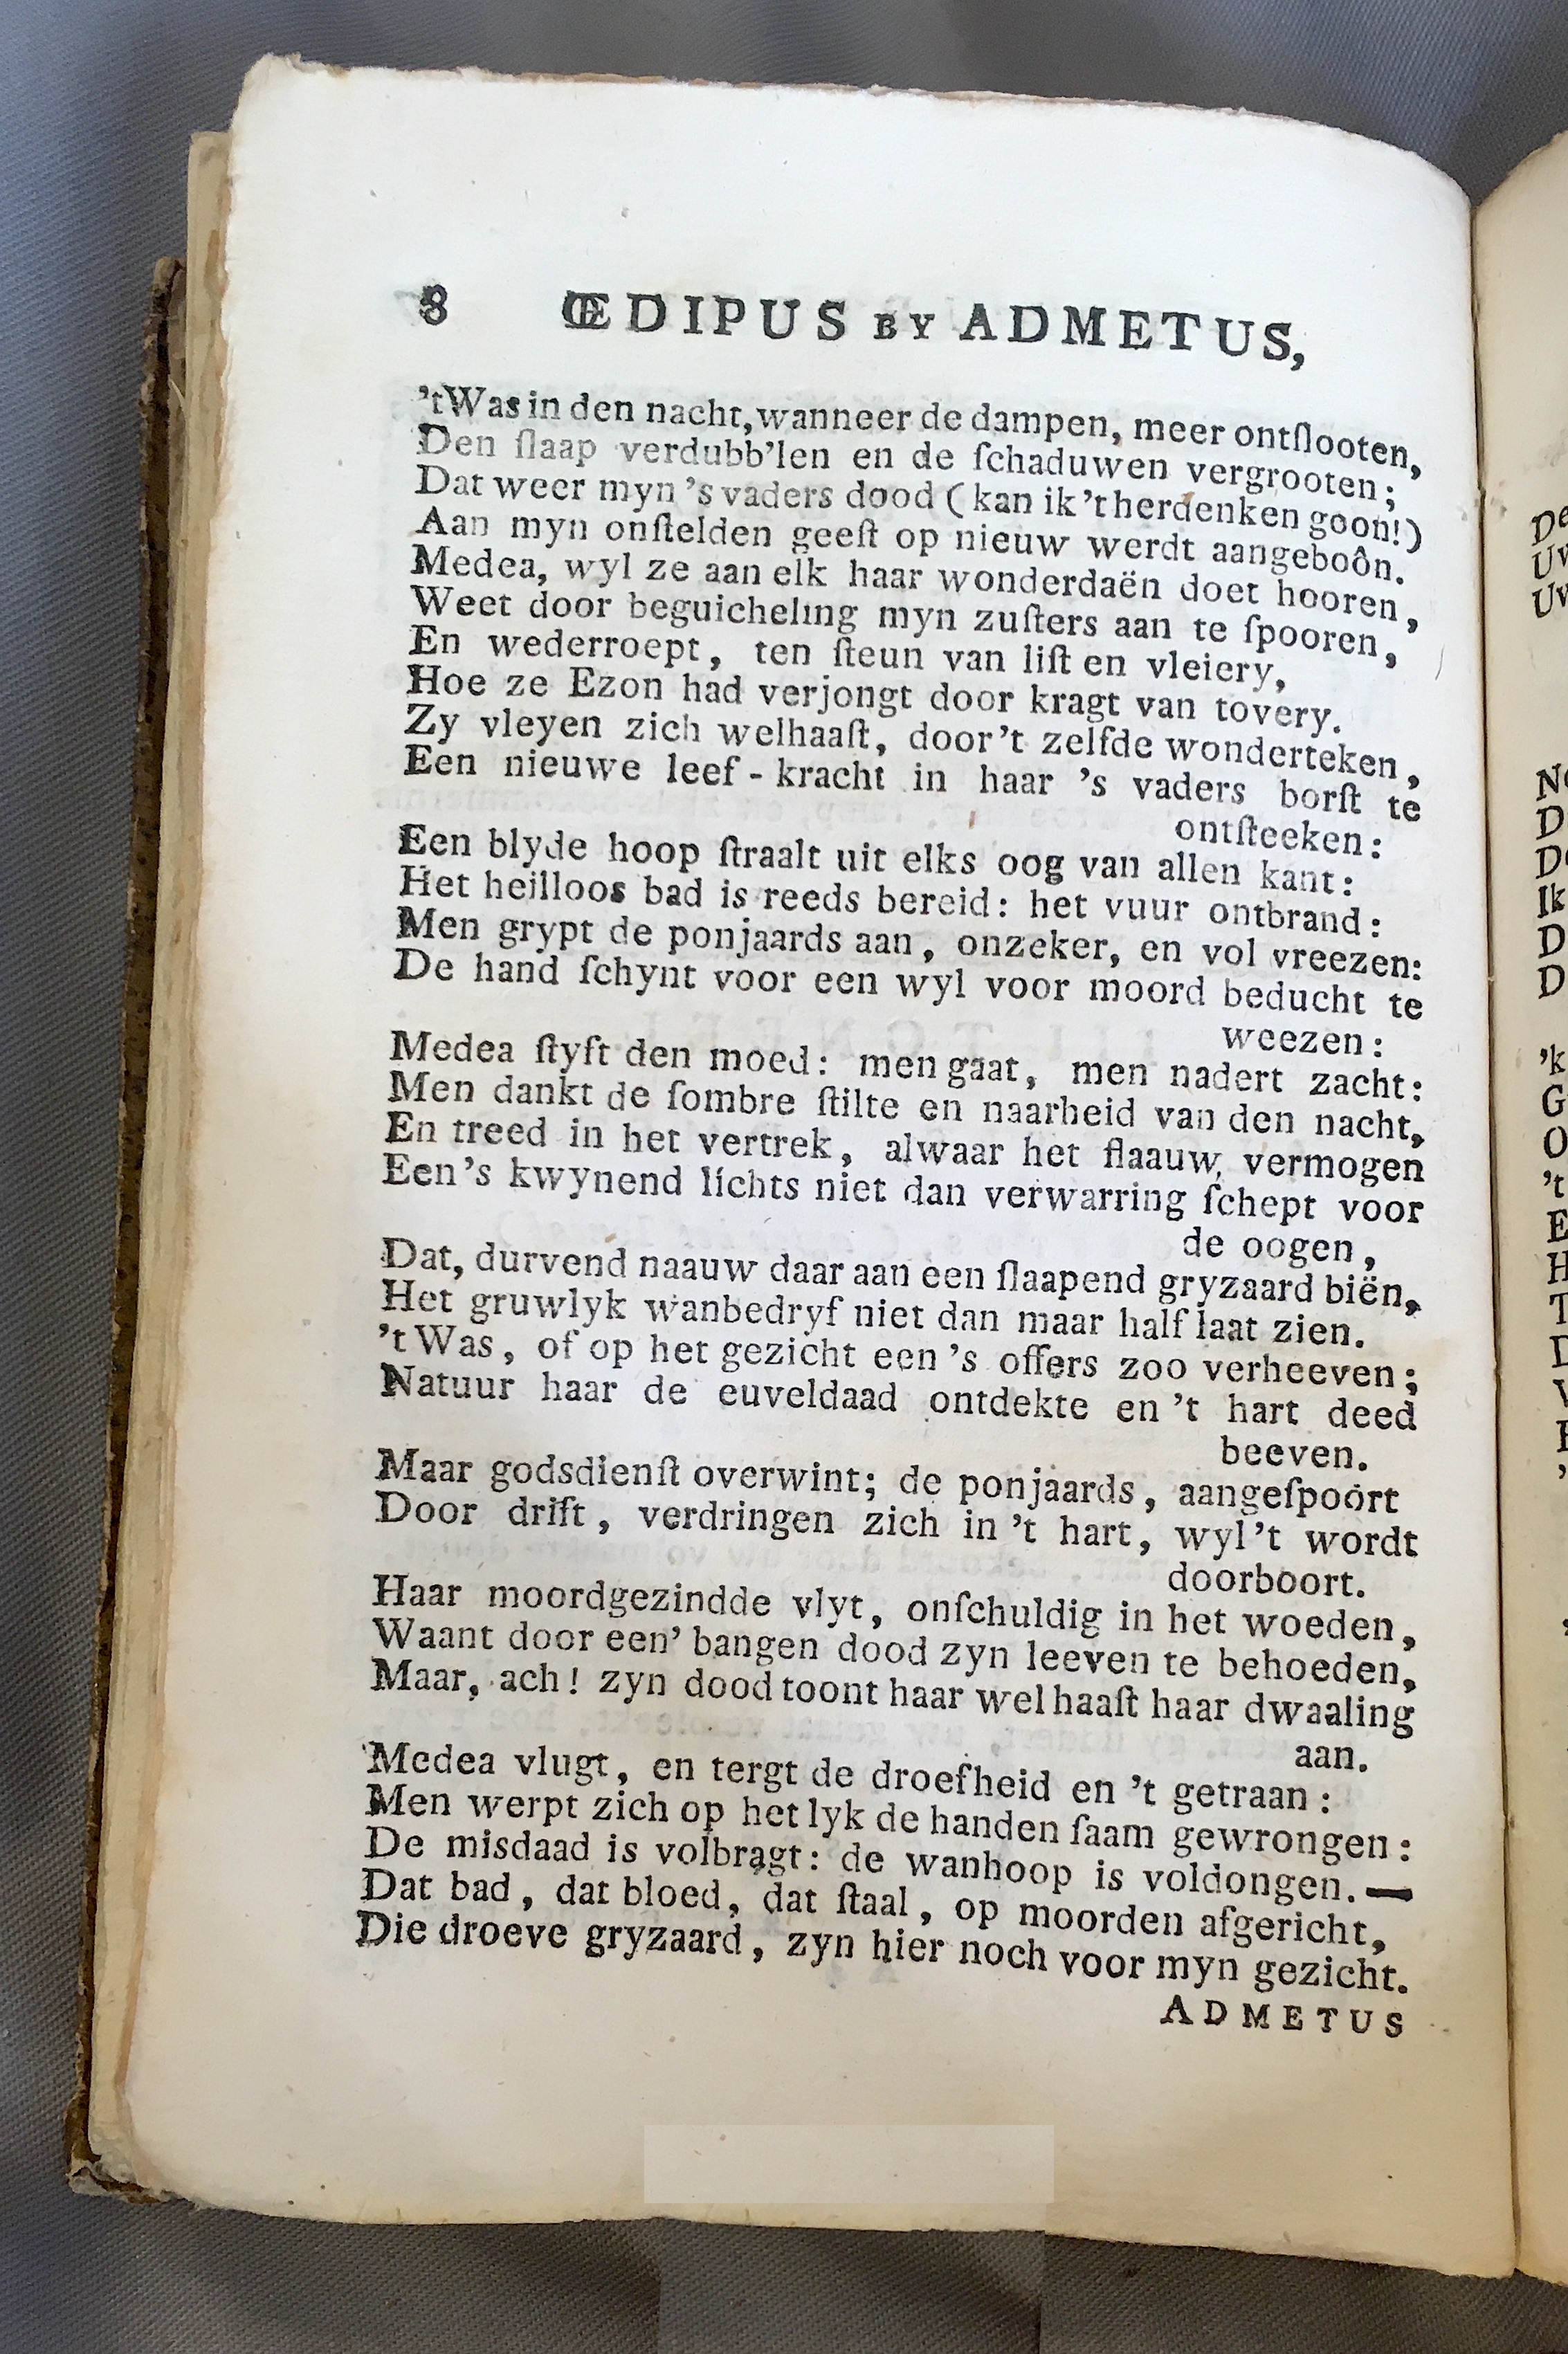 8 ŒDIPUS BY ADMETUS,
'tWas in den nacht, wanneer de dampen, meer ontſlooten,
Den ſlaap verdubb'len en de ſchaduwen vergrooten;
Dat weer myn 's vaders dood (kan ik 't herdenken goôn!)
Aan myn onſtelden geeſt op nieuw werdt aangeboôn.
Medea, wyl ze aan elk haar wonderdaën doet hooren,
Weet door beguicheling myn zuſters aan te ſpooren,
En wederroept, ten ſteun van liſt en vleiery,
Hoe ze Ezon had verjongt door kragt van tovery.
Zy vleyen zich welhaaſt, door 't zelfde wonderteken,
Een nieuwe leef-kracht in haar 's vaders borſt te
ontſteeken:
Een blyde hoop ſtraalt uit elks oog van allen kant:
Het heilloos bad is reeds bereid: het vuur ontbrand:
Men grypt de ponjaards aan, onzeker, en vol vreezen:
De hand ſchynt voor een wyl voor moord beducht te
weezen:
Medea ſtyft den moed: men gaat, men nadert zacht:
Men dankt de ſombre ſtilte en naarheid van den nacht,
En treed in het vertrek, alwaar het flaauw vermogen
Een's kwynend lichts niet dan verwarring ſchept voor
de oogen,
Dat, durvend naauw daar aan een ſlaapend gryzaard biën,
Het gruwlyk wanbedryf niet dan maar half laat zien.
't Was, of op het gezicht een 's offers zoo verheeven;
Natuur haar de euveldaad ontdekte en 't hart deed
beeven.
Maar godsdienſt overwint; de ponjaards, aangeſpoort
Door drift, verdringen zich in 't hart, wyl 't wordt
doorboort.
Haar moordgezindde vlyt, onſchuldig in het woeden,
Waant door een' bangen dood zyn leeven te behoeden,
Maar, ach! zyn dood toont haar welhaaſt haar dwaaling
aan.
Medea vlugt, en tergt de droefheid en 't getraan:
Men werpt zich op het lyk de handen ſaam gewrongen:
De misdaad is volbragt: de wanhoop is voldongen. —
Dat bad, dat bloed, dat ſtaal, op moorden afgericht,
Die droeve gryzaard, zyn hier noch voor myn gezicht.
ADMETUS